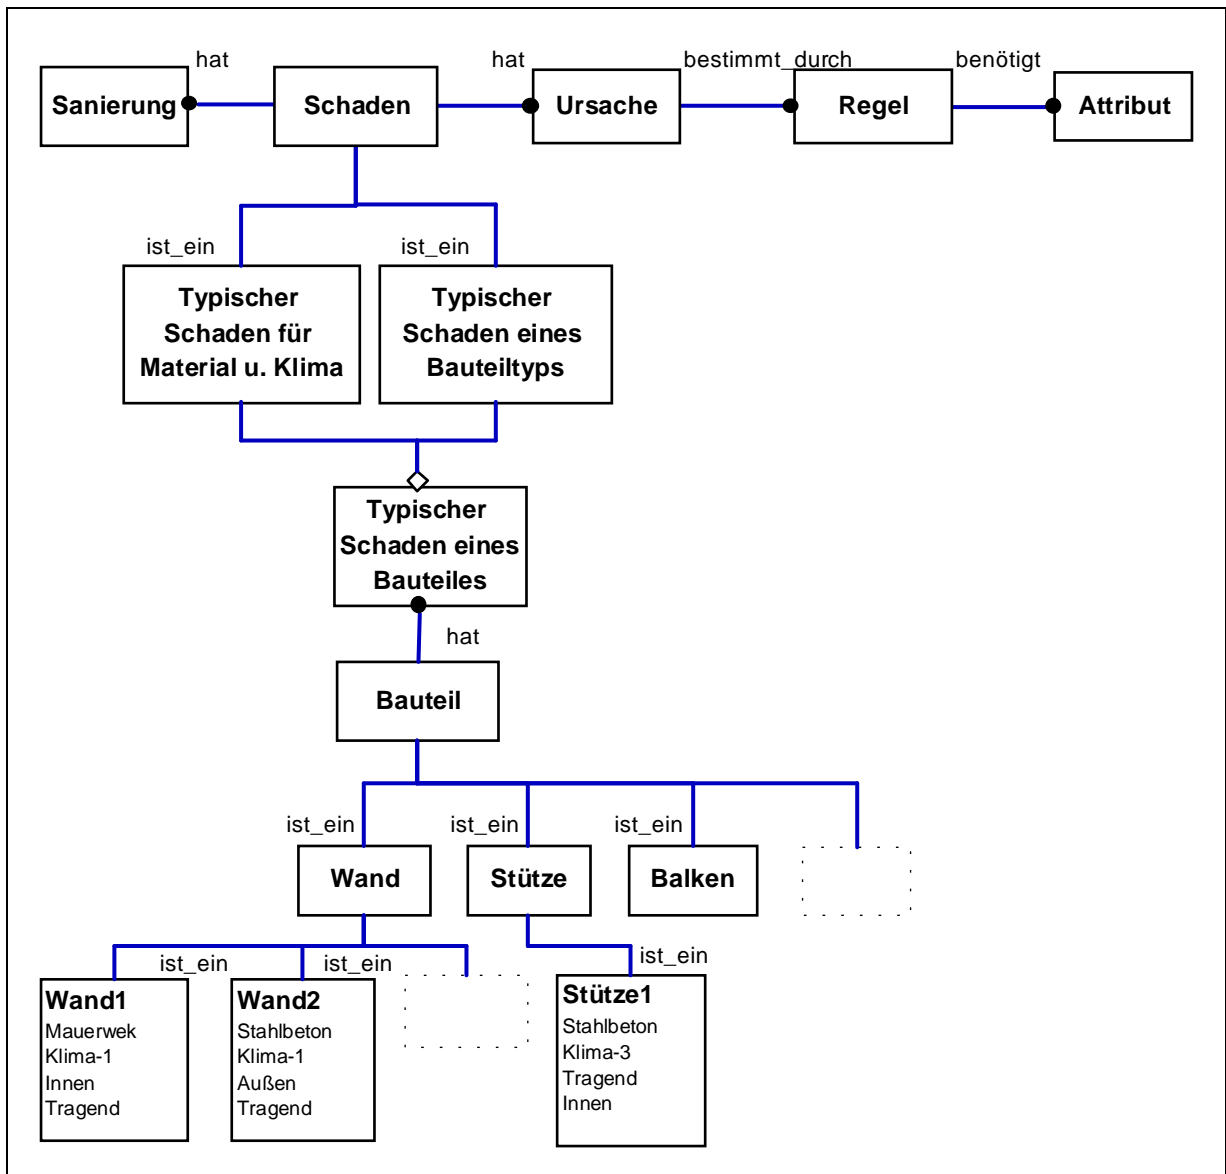 hat
hat
bestimmt_durch
benötigt
Sanierung
Schaden
Ursache
Regel
Attribut
ist_ein
ist_ein
Typischer
Schaden für
Material u. Klima
Typischer
Schaden eines
Bauteiltyps
Typischer
Schaden eines
Bauteiles
hat
Bauteil
ist_ein
ist_ein
ist_ein
Wand
Stütze
Balken
ist_ein
ist_ein
ist_ein
Wand1
Mauerwek
Klima-1
Innen
Tragend
Wand2
Stahlbeton
Klima-1
Außen
Tragend
Stütze1
Stahlbeton
Klima-3
Tragend
Innen